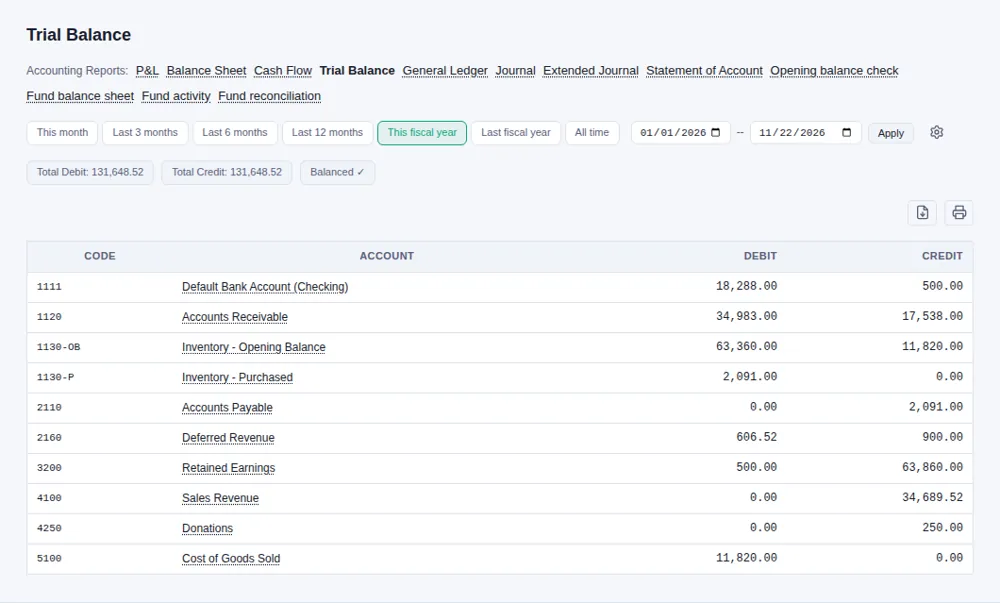 Trial Balance
Accounting Reports: P&L Balance Sheet Cash Flow Trial Balance General Ledger Journal Extended Journal Statement of Account Opening balance check
Fund balance sheet Fund activity Fund reconciliation
This month Last 3 months Last 6 months Last 12 months This fiscal year Last fiscal year All time 01/01/2026 -- 11/22/2026 Apply
Total Debit: 131,648.52 Total Credit: 131,648.52 Balanced ✓
CODE ACCOUNT DEBIT CREDIT
1111 Default Bank Account (Checking) 18,288.00 500.00
1120 Accounts Receivable 34,983.00 17,538.00
1130-OB Inventory - Opening Balance 63,360.00 11,820.00
1130-P Inventory - Purchased 2,091.00 0.00
2110 Accounts Payable 0.00 2,091.00
2160 Deferred Revenue 606.52 900.00
3200 Retained Earnings 500.00 63,860.00
4100 Sales Revenue 0.00 34,689.52
4250 Donations 0.00 250.00
5100 Cost of Goods Sold 11,820.00 0.00